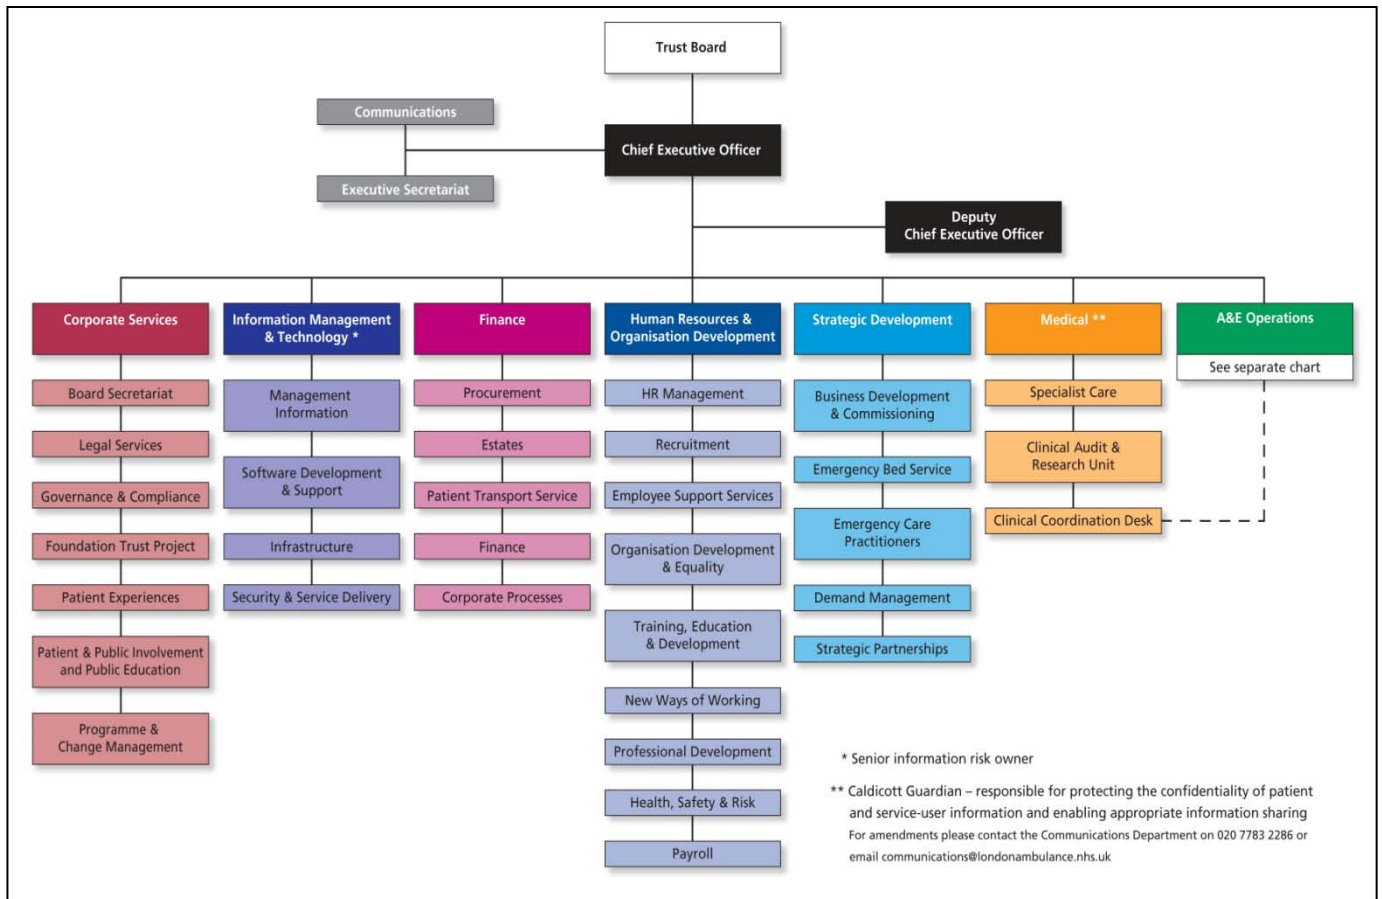 Trust Board
Communications
Chief Executive Officer
Executive Secretariat
Deputy
Chief Executive Officer
Corporate Services
Board Secretariat
Legal Services
Governance & Compliance
Foundation Trust Project
Patient Experiences
Patient & Public Involvement
and Public Education
Programme &
Change Management
Information Management
& Technology *
Management
Information
Software Development
& Support
Infrastructure
Security & Service Delivery
Finance
Procurement
Estates
Patient Transport Service
Finance
Corporate Processes
Human Resources &
Organisation Development
HR Management
Recruitment
Employee Support Services
Organisation Development
& Equality
Training, Education
& Development
New Ways of Working
Professional Development
Health, Safety & Risk
Payroll
Strategic Development
Business Development
& Commissioning
Emergency Bed Service
Emergency Care
Practitioners
Demand Management
Strategic Partnerships
Medical **
Specialist Care
Clinical Audit &
Research Unit
Clinical Coordination Desk
A&E Operations
See separate chart
* Senior information risk owner
** Caldicott Guardian – responsible for protecting the confidentiality of patient
and service-user information and enabling appropriate information sharing
For amendments please contact the Communications Department on 020 7783 2286 or
email communications@londonambulance.nhs.uk